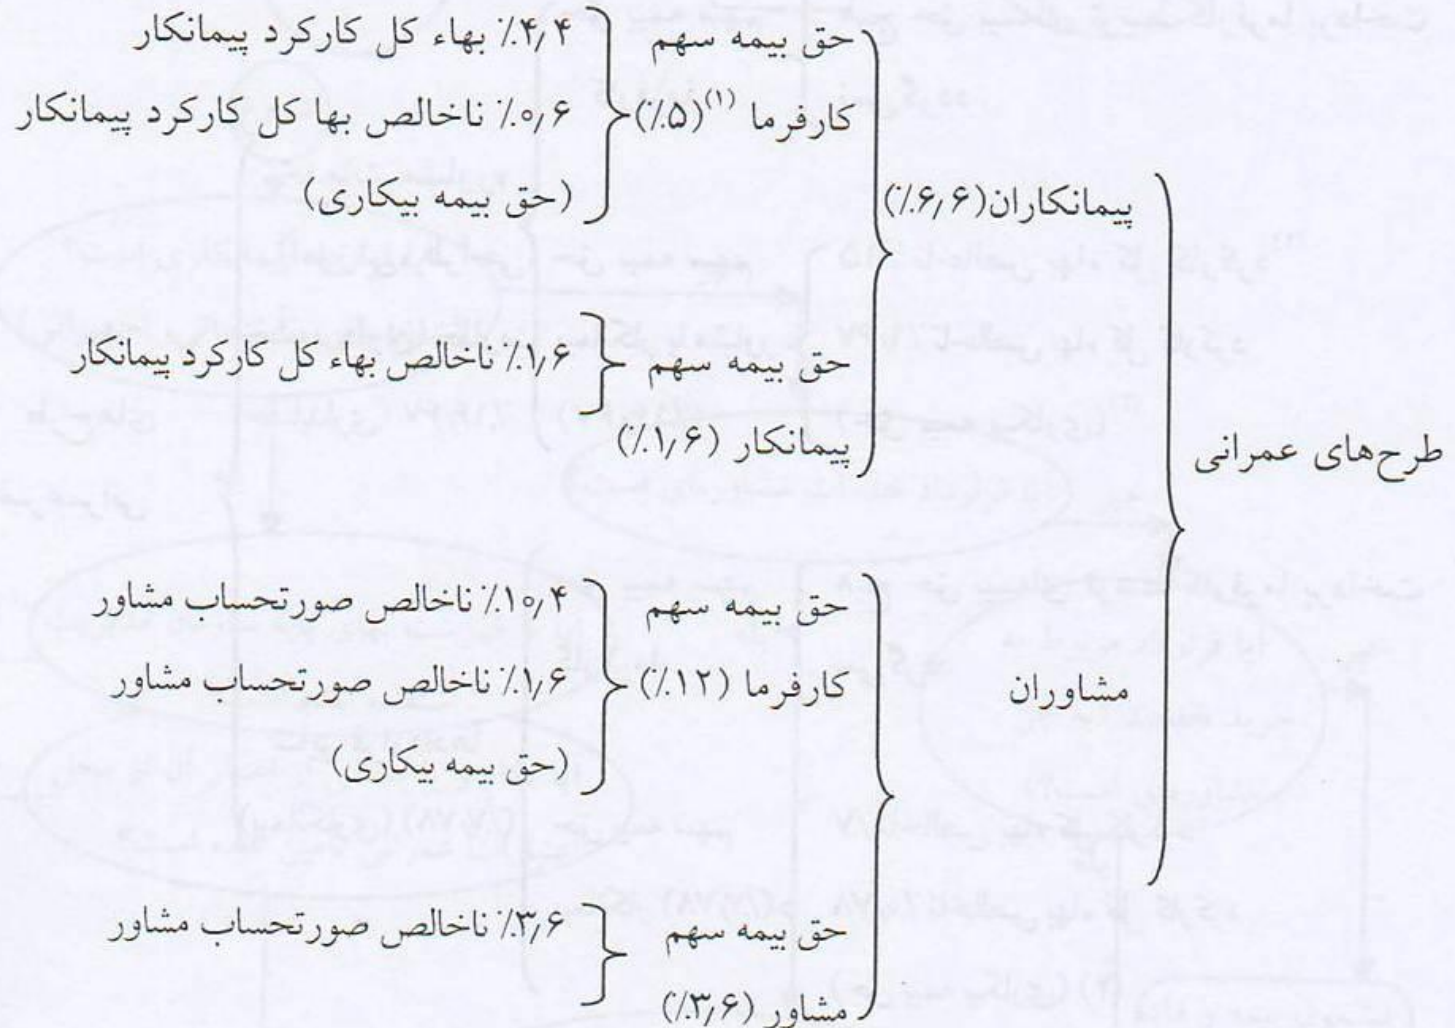 طرح‌های عمرانی
پیمانکاران(۶٫۶٪)
حق بیمه سهم
کارفرما (۱)(۵٪)
۴٫۴٪ بهاء کل کارکرد پیمانکار
۰٫۶٪ ناخالص بها کل کارکرد پیمانکار
(حق بیمه بیکاری)
حق بیمه سهم
پیمانکار (۱٫۶٪)
۱٫۶٪ ناخالص بهاء کل کارکرد پیمانکار
مشاوران
حق بیمه سهم
کارفرما (۱۲٪)
۱۰٫۴٪ ناخالص صورتحساب مشاور
۱٫۶٪ ناخالص صورتحساب مشاور
(حق بیمه بیکاری)
حق بیمه سهم
مشاور (۳٫۶٪)
۳٫۶٪ ناخالص صورتحساب مشاور